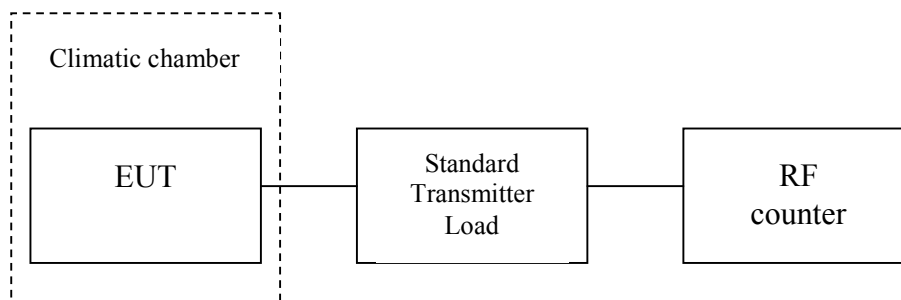 Climatic chamber
EUT
Standard
Transmitter
Load
RF
counter